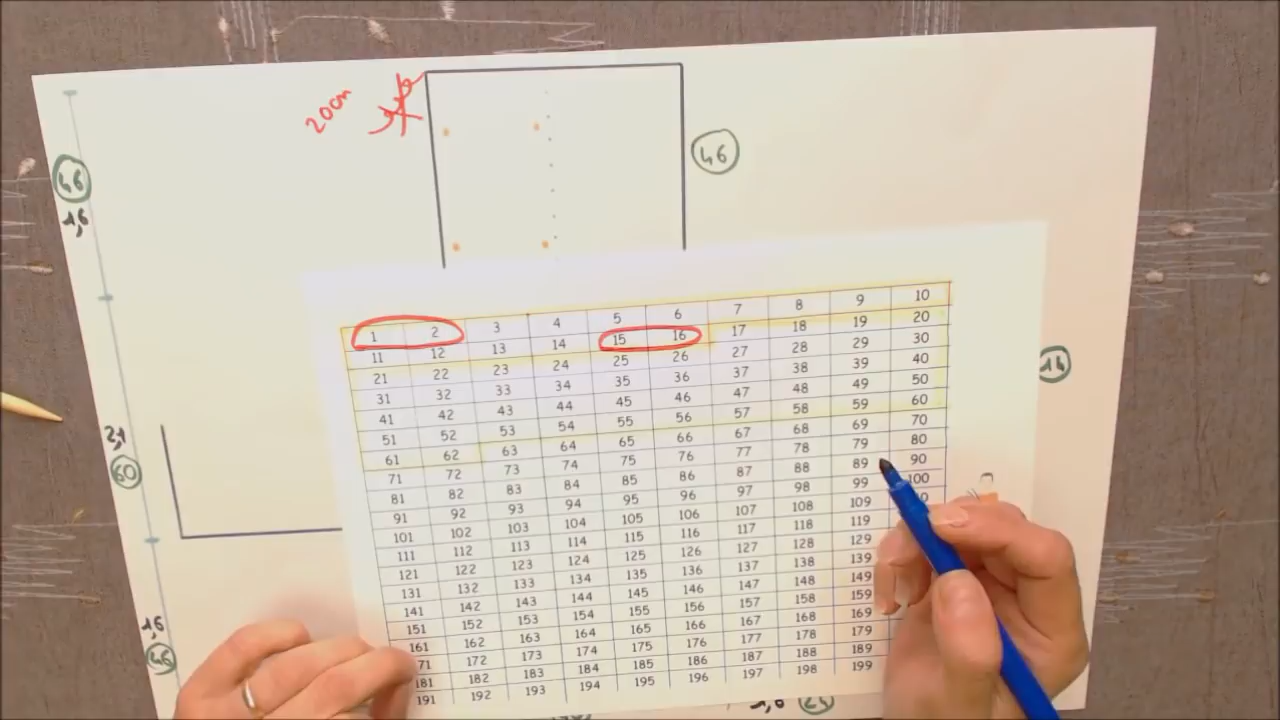 20cm
46
46
1,6
1 2 3 4 5 6 7 8 9 10
11 12 13 14 15 16 17 18 19 20
21 22 23 24 25 26 27 28 29 30
31 32 33 34 35 36 37 38 39 40
41 42 43 44 45 46 47 48 49 50
51 52 53 54 55 56 57 58 59 60
61 62 63 64 65 66 67 68 69 70
71 72 73 74 75 76 77 78 79 80
81 82 83 84 85 86 87 88 89 90
91 92 93 94 95 96 97 98 99 100
101 102 103 104 105 106 107 108 109
111 112 113 114 115 116 117 118 119
121 122 123 124 125 126 127 128 129
131 132 133 134 135 136 137 138 139
141 142 143 144 145 146 147 148 149
151 152 153 154 155 156 157 158 159
161 162 163 164 165 166 167 168 169
71 172 173 174 175 176 177 178 179
181 182 183 184 185 186 187 188 189
191 192 193 194 195 196 197 198 199
2,1
60
1,6
46